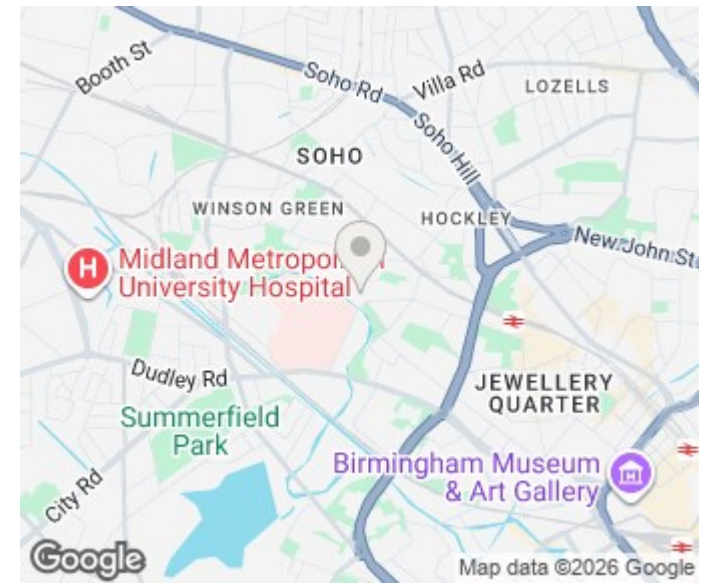 Booth St
Soho Rd
Villa Rd
LOZELLS
Soho Hill
SOHO
WINSON GREEN
HOCKLEY
New John St
H
Midland Metropolitan
University Hospital
Dudley Rd
JEWELLERY
QUARTER
Summerfield
Park
Birmingham Museum
& Art Gallery
City Rd
Google
Map data ©2026 Google